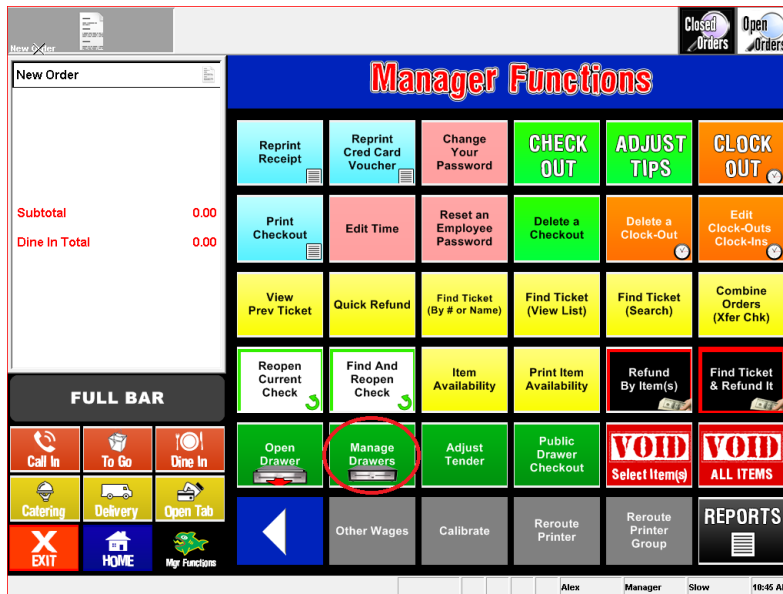 New Order
Closed
Orders
Open
Orders
New Order
Subtotal 0.00
Dine In Total 0.00
FULL BAR
Call In
To Go
Dine In
Catering
Delivery
Open Tab
EXIT
HOME
Mgr Functions
Manager Functions
Reprint
Receipt
Reprint
Cred Card
Voucher
Change
Your
Password
CHECK
OUT
ADJUST
TIPS
CLOCK
OUT
Print
Checkout
Edit Time
Reset an
Employee
Password
Delete a
Checkout
Delete a
Clock-Out
Edit
Clock-Outs
Clock-Ins
View
Prev Ticket
Quick Refund
Find Ticket
(By # or Name)
Find Ticket
(View List)
Find Ticket
(Search)
Combine
Orders
(Xfer Chk)
Reopen
Current
Check
Find And
Reopen
Check
Item
Availability
Print Item
Availability
Refund
By Item(s)
Find Ticket
& Refund It
Open
Drawer
Manage
Drawers
Adjust
Tender
Public
Drawer
Checkout
VOID
Select Item(s)
VOID
ALL ITEMS
Other Wages
Calibrate
Reroute
Printer
Reroute
Printer
Group
REPORTS
Alex Manager Slow 10:45 A